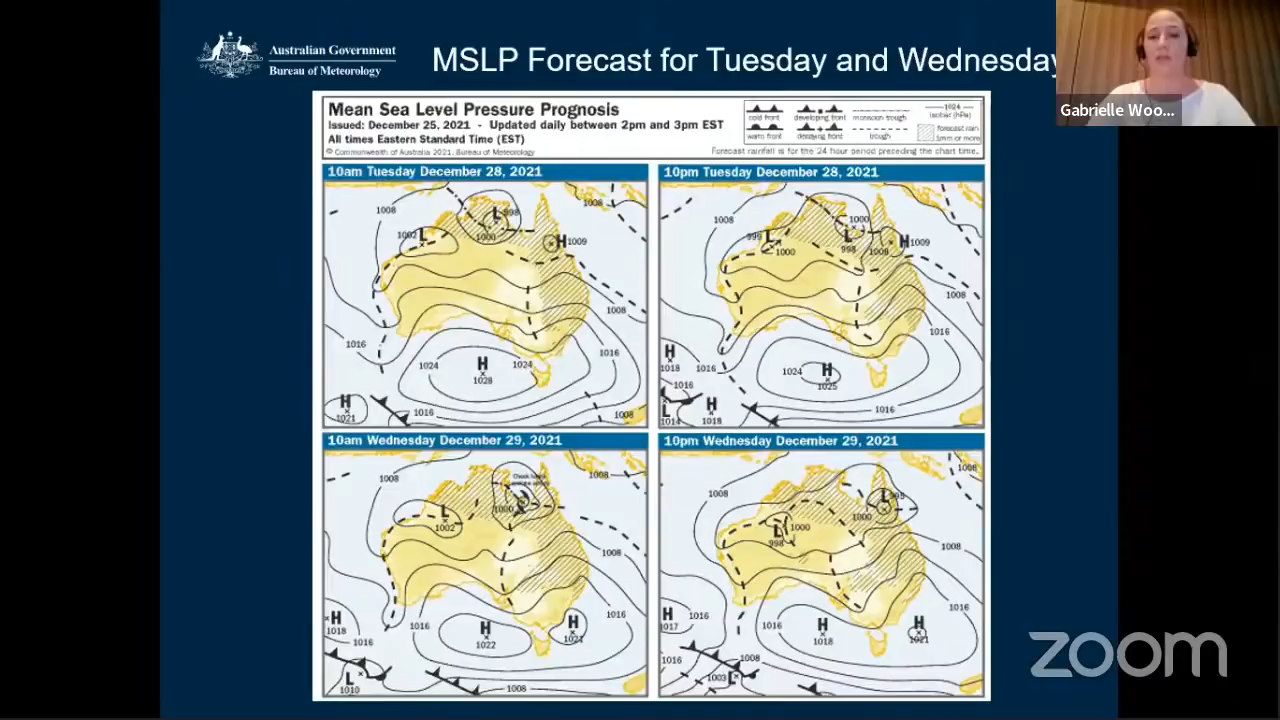 Australian Government
Bureau of Meteorology
MSLP Forecast for Tuesday and Wednesday
Gabrielle Woo...
Mean Sea Level Pressure Prognosis
Issued: December 25, 2021 - Updated daily between 2pm and 3pm EST
All times Eastern Standard Time (EST)
© Commonwealth of Australia 2021, Bureau of Meteorology
cold front
developing front
monsoon trough
1024
isobar (hPa)
warm front
decaying front
trough
forecast rain
1mm or more
Forecast rainfall is for the 24 hour period preceding the chart time.
10am Tuesday December 28, 2021
1008
L
998
1008
1002
L
1000
H
1009
1008
1016
1016
1024
H
1024
1028
H
1021
1016
1008
10pm Tuesday December 28, 2021
1008
1000
999
L
L
H
1009
1000
998
1008
1008
1016
H
1018
1016
1024
H
1025
1016
L
1014
H
1018
1016
10am Wednesday December 29, 2021
1008
1008
L
1000
1002
1008
H
1018
1016
1016
H
1022
H
1021
1016
L
1010
1008
10pm Wednesday December 29, 2021
1008
1008
L
995
1000
L
1000
998
1008
H
1017
1016
1016
H
1018
H
1021
1016
1016
1008
1003
L
zoom